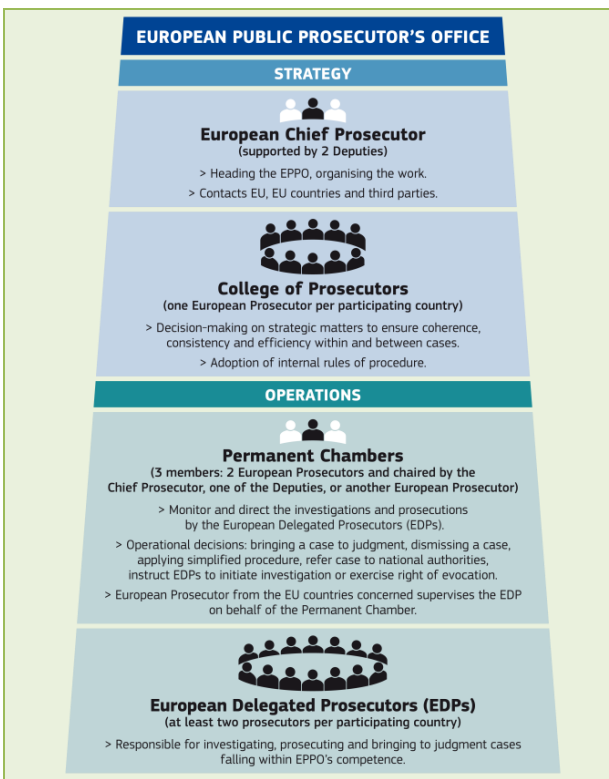 EUROPEAN PUBLIC PROSECUTOR'S OFFICE
STRATEGY
European Chief Prosecutor
(supported by 2 Deputies)
> Heading the EPPO, organising the work.
> Contacts EU, EU countries and third parties.
College of Prosecutors
(one European Prosecutor per participating country)
> Decision-making on strategic matters to ensure coherence,
consistency and efficiency within and between cases.
> Adoption of internal rules of procedure.
OPERATIONS
Permanent Chambers
(3 members: 2 European Prosecutors and chaired by the
Chief Prosecutor, one of the Deputies, or another European Prosecutor)
> Monitor and direct the investigations and prosecutions
by the European Delegated Prosecutors (EDPs).
> Operational decisions: bringing a case to judgment, dismissing a case,
applying simplified procedure, refer case to national authorities,
instruct EDPs to initiate investigation or exercise right of evocation.
> European Prosecutor from the EU countries concerned supervises the EDP
on behalf of the Permanent Chamber.
European Delegated Prosecutors (EDPs)
(at least two prosecutors per participating country)
> Responsible for investigating, prosecuting and bringing to judgment cases
falling within EPPO's competence.